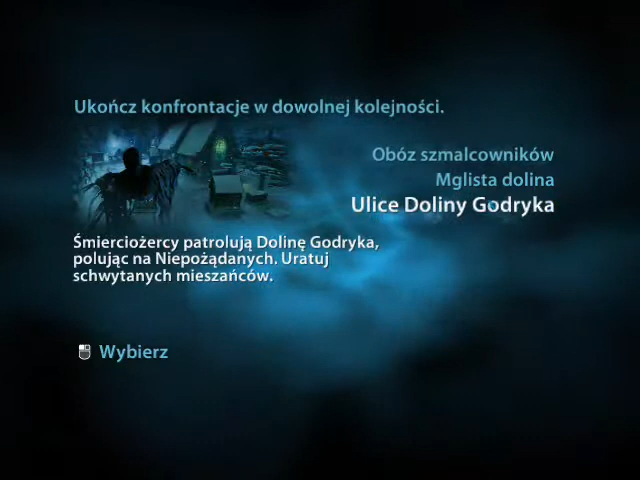 Ukończ konfrontacje w dowolnej kolejności.
Obóz szmalcowników
Mglista dolina
Ulice Doliny Godryka
Śmierciożercy patrolują Dolinę Godryka,
polując na Niepożądanych. Uratuj
schwytanych mieszańców.
Wybierz